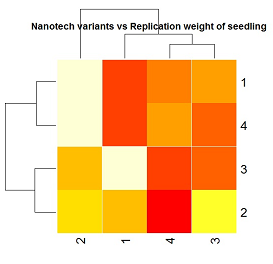 Nanotech variants vs Replication weight of seedling
1
4
3
2
2 1 4 3